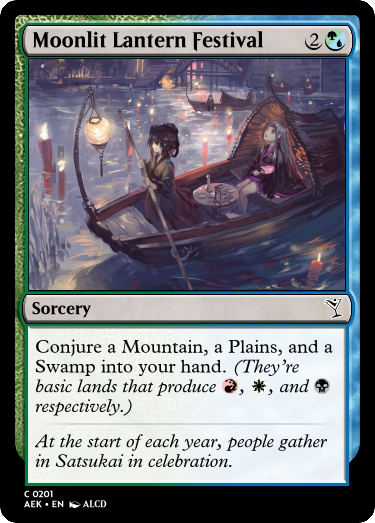 Moonlit Lantern Festival 2
Sorcery
Conjure a Mountain, a Plains, and a
Swamp into your hand. (They're
basic lands that produce , , and
respectively.)
At the start of each year, people gather
in Satsukai in celebration.
C 0201
AEK • EN ALCD